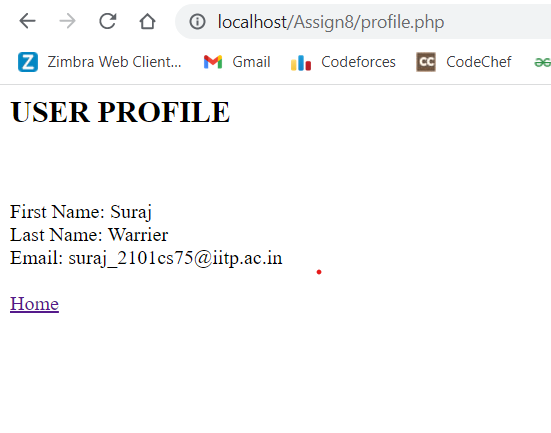 localhost/Assign8/profile.php
Zimbra Web Client... Gmail Codeforces CC CodeChef
USER PROFILE
First Name: Suraj
Last Name: Warrier
Email: suraj_2101cs75@iitp.ac.in
Home